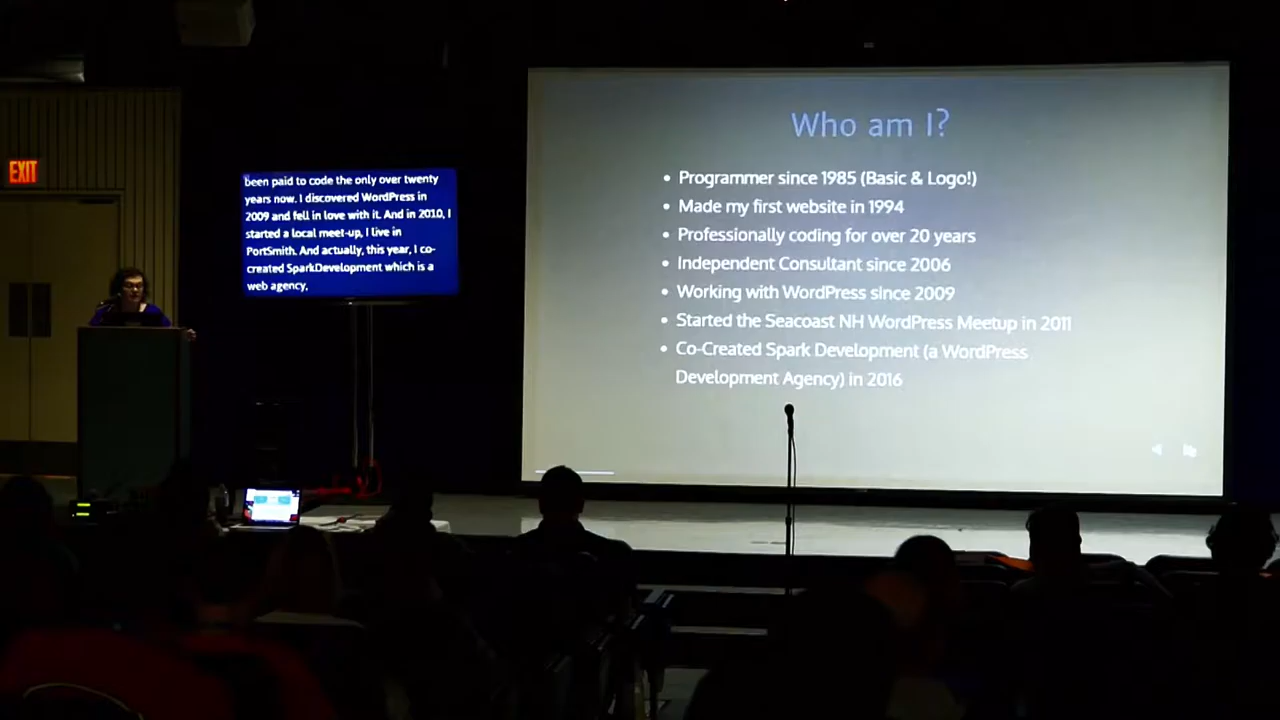 EXIT
been paid to code the only over twenty
years now. I discovered WordPress in
2009 and fell in love with it. And in 2010, I
started a local meet-up, I live in
PortSmith. And actually, this year, I co-
created SparkDevelopment which is a
web agency,
Who am I?
• Programmer since 1985 (Basic & Logo!)
• Made my first website in 1994
• Professionally coding for over 20 years
• Independent Consultant since 2006
• Working with WordPress since 2009
• Started the Seacoast NH WordPress Meetup in 2011
• Co-Created Spark Development (a WordPress
Development Agency) in 2016